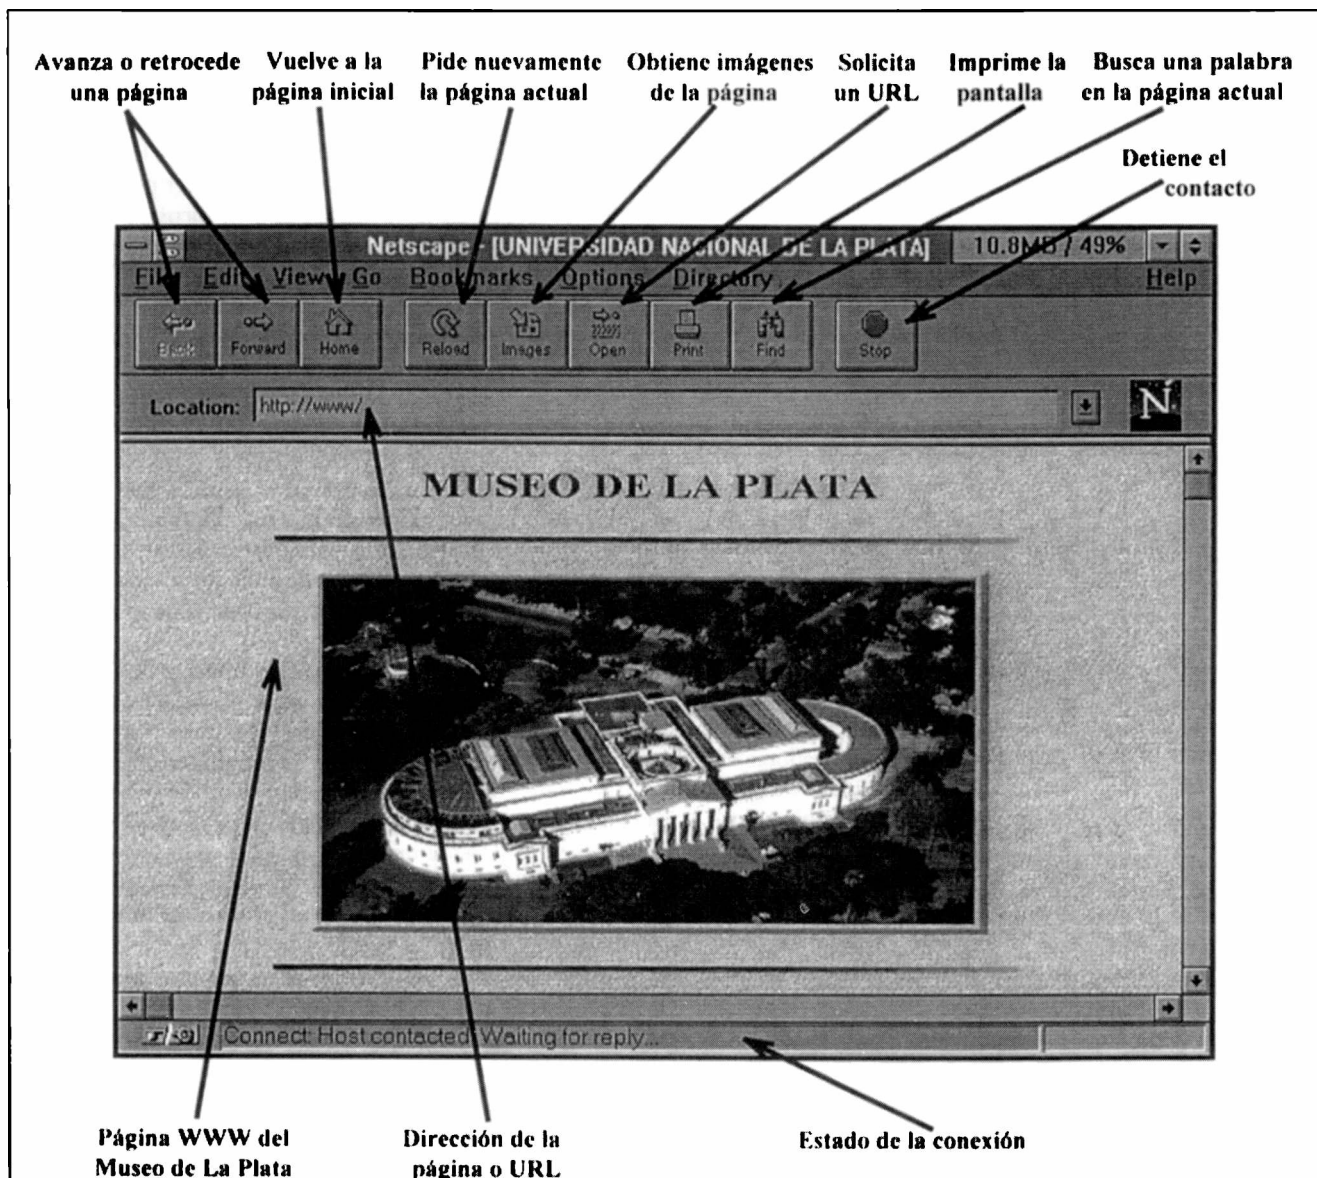 Avanza o retrocede
una página
Vuelve a la
página inicial
Pide nuevamente
la página actual
Obtiene imágenes
de la página
Solicita
un URL
Imprime la
pantalla
Busca una palabra
en la página actual
Detiene el
contacto
Netscape - [UNIVERSIDAD NACIONAL DE LA PLATA] 10.8MB / 49%
File Edit View Go Bookmarks Options Directory Help
Back Forward Home Reload Images Open Print Find Stop
Location: http://www/ N
MUSEO DE LA PLATA
Connect: Host contacted. Waiting for reply...
Página WWW del
Museo de La Plata
Dirección de la
página o URL
Estado de la conexión